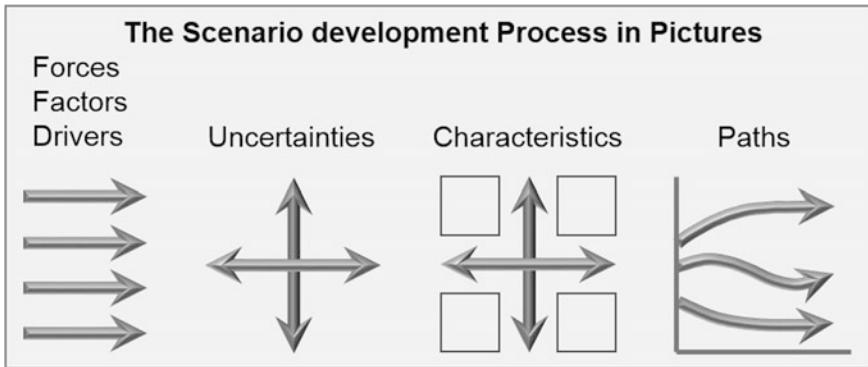 The Scenario development Process in Pictures
Forces
Factors
Drivers
Uncertainties
Characteristics
Paths